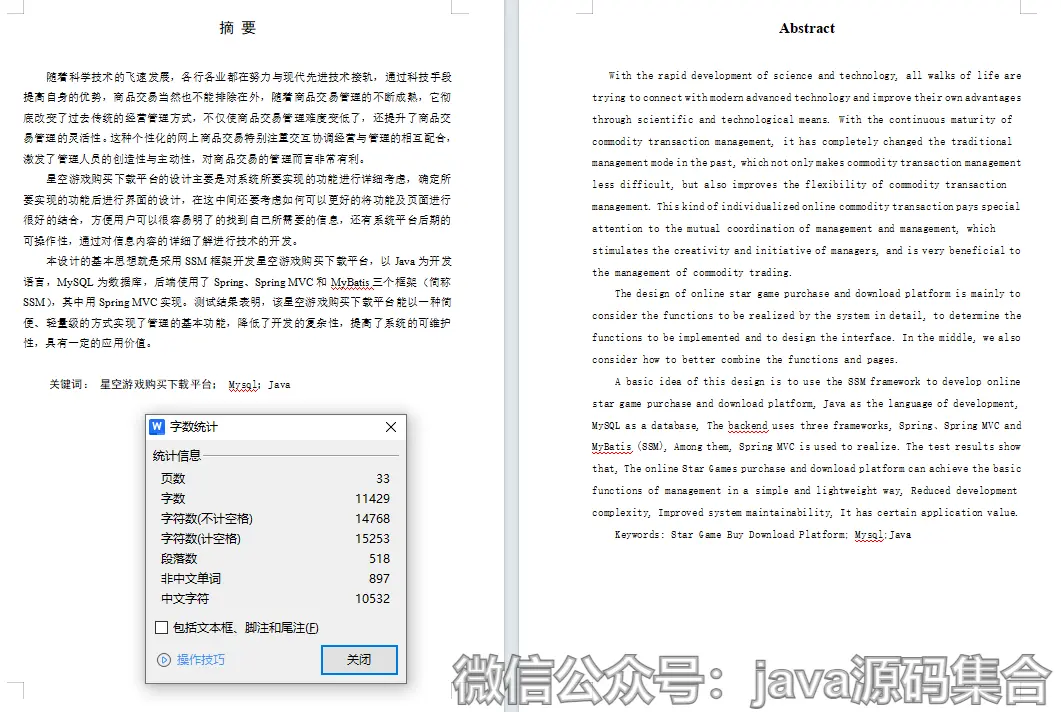 摘 要
随着科学技术的飞速发展，各行各业都在努力与现代先进技术接轨，通过科技手段
提高自身的优势，商品交易当然也不能排除在外，随着商品交易管理的不断成熟，它彻
底改变了过去传统的经营管理方式，不仅使商品交易管理难度变低了，还提升了商品交
易管理的灵活性。这种个性化的网上商品交易特别注重交互协调经营与管理的相互配合，
激发了管理人员的创造性与主动性，对商品交易的管理而言非常有利。
星空游戏购买下载平台的设计主要是对系统所要实现的功能进行详细考虑，确定所
要实现的功能后进行界面的设计，在这中间还要考虑如何可以更好的将功能及页面进行
很好的结合，方便用户可以很容易明了的找到自己所需要的信息，还有系统平台后期的
可操作性，通过对信息内容的详细了解进行技术的开发。
本设计的基本思想就是采用 SSM 框架开发星空游戏购买下载平台，以 Java 为开发
语言，MySQL 为数据库，后端使用了 Spring、Spring MVC 和 MyBatis 三个框架（简称
SSM），其中用 Spring MVC 实现。测试结果表明，该星空游戏购买下载平台能以一种简
便、轻量级的方式实现了管理的基本功能，降低了开发的复杂性，提高了系统的可维护
性，具有一定的应用价值。
关键词： 星空游戏购买下载平台； Mysql；Java
字数统计
统计信息
页数 33
字数 11429
字符数(不计空格) 14768
字符数(计空格) 15253
段落数 518
非中文单词 897
中文字符 10532
包括文本框、脚注和尾注(F)
操作技巧
关闭
Abstract
With the rapid development of science and technology, all walks of life are
trying to connect with modern advanced technology and improve their own advantages
through scientific and technological means. With the continuous maturity of
commodity transaction management, it has completely changed the traditional
management mode in the past, which not only makes commodity transaction management
less difficult, but also improves the flexibility of commodity transaction
management. This kind of individualized online commodity transaction pays special
attention to the mutual coordination of management and management, which
stimulates the creativity and initiative of managers, and is very beneficial to
the management of commodity trading.
The design of online star game purchase and download platform is mainly to
consider the functions to be realized by the system in detail, to determine the
functions to be implemented and to design the interface. In the middle, we also
consider how to better combine the functions and pages.
A basic idea of this design is to use the SSM framework to develop online
star game purchase and download platform, Java as the language of development,
MySQL as a database, The backend uses three frameworks, Spring、Spring MVC and
MyBatis (SSM), Among them, Spring MVC is used to realize. The test results show
that, The online Star Games purchase and download platform can achieve the basic
functions of management in a simple and lightweight way, Reduced development
complexity, Improved system maintainability, It has certain application value.
Keywords: Star Game Buy Download Platform; Mysql;Java
微信公众号：java源码集合